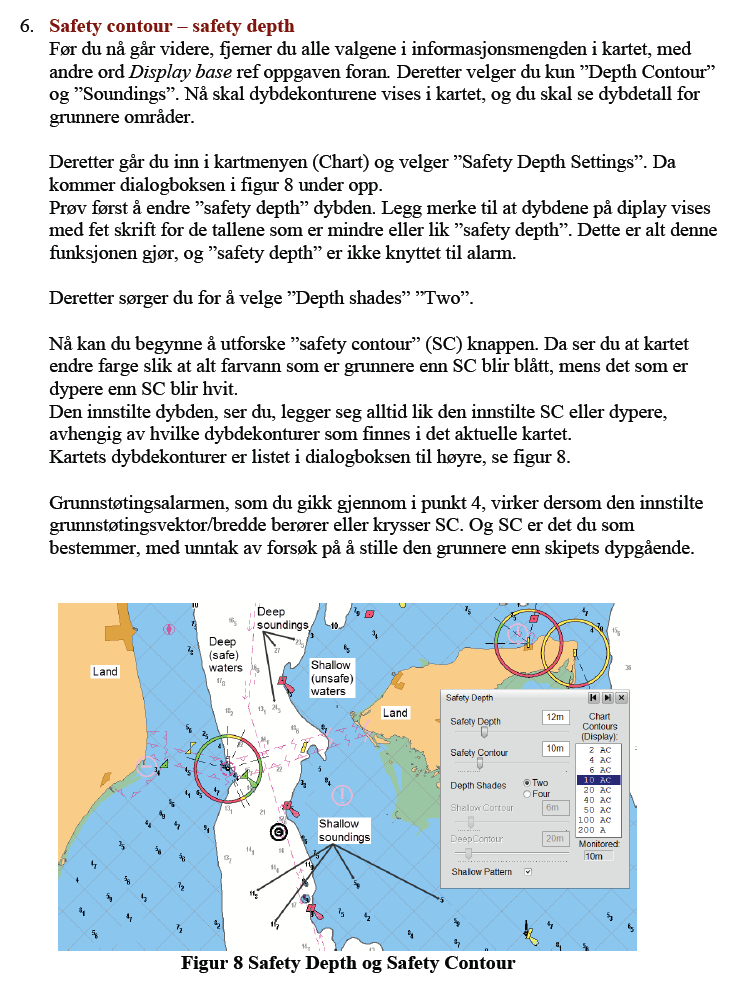 6. Safety contour – safety depth
Før du nå går videre, fjerner du alle valgene i informasjonsmengden i kartet, med
andre ord Display base ref oppgaven foran. Deretter velger du kun ”Depth Contour”
og ”Soundings”. Nå skal dybdekonturene vises i kartet, og du skal se dybdetall for
grunnere områder.
Deretter går du inn i kartmenyen (Chart) og velger ”Safety Depth Settings”. Da
kommer dialogboksen i figur 8 under opp.
Prøv først å endre ”safety depth” dybden. Legg merke til at dybdene på diplay vises
med fet skrift for de tallene som er mindre eller lik ”safety depth”. Dette er alt denne
funksjonen gjør, og ”safety depth” er ikke knyttet til alarm.
Deretter sørger du for å velge ”Depth shades” ”Two”.
Nå kan du begynne å utforske ”safety contour” (SC) knappen. Da ser du at kartet
endre farge slik at alt farvann som er grunnere enn SC blir blått, mens det som er
dypere enn SC blir hvit.
Den innstilte dybden, ser du, legger seg alltid lik den innstilte SC eller dypere,
avhengig av hvilke dybdekonturer som finnes i det aktuelle kartet.
Kartets dybdekonturer er listet i dialogboksen til høyre, se figur 8.
Grunnstøtingsalarmen, som du gikk gjennom i punkt 4, virker dersom den innstilte
grunnstøtingsvektor/bredde berører eller krysser SC. Og SC er det du som
bestemmer, med unntak av forsøk på å stille den grunnere enn skipets dypgående.
Deep
soundings
Deep
(safe)
waters
Land
Shallow
(unsafe)
waters
Land
Shallow
soundings
Safety Depth
Safety Depth 12m
Safety Contour 10m
Depth Shades Two
Four
Shallow Contour 6m
Deep Contour 20m
Shallow Pattern
Chart
Contours
(Display):
2 AC
4 AC
6 AC
10 AC
20 AC
40 AC
50 AC
100 AC
200 A
Monitored:
10m
Figur 8 Safety Depth og Safety Contour